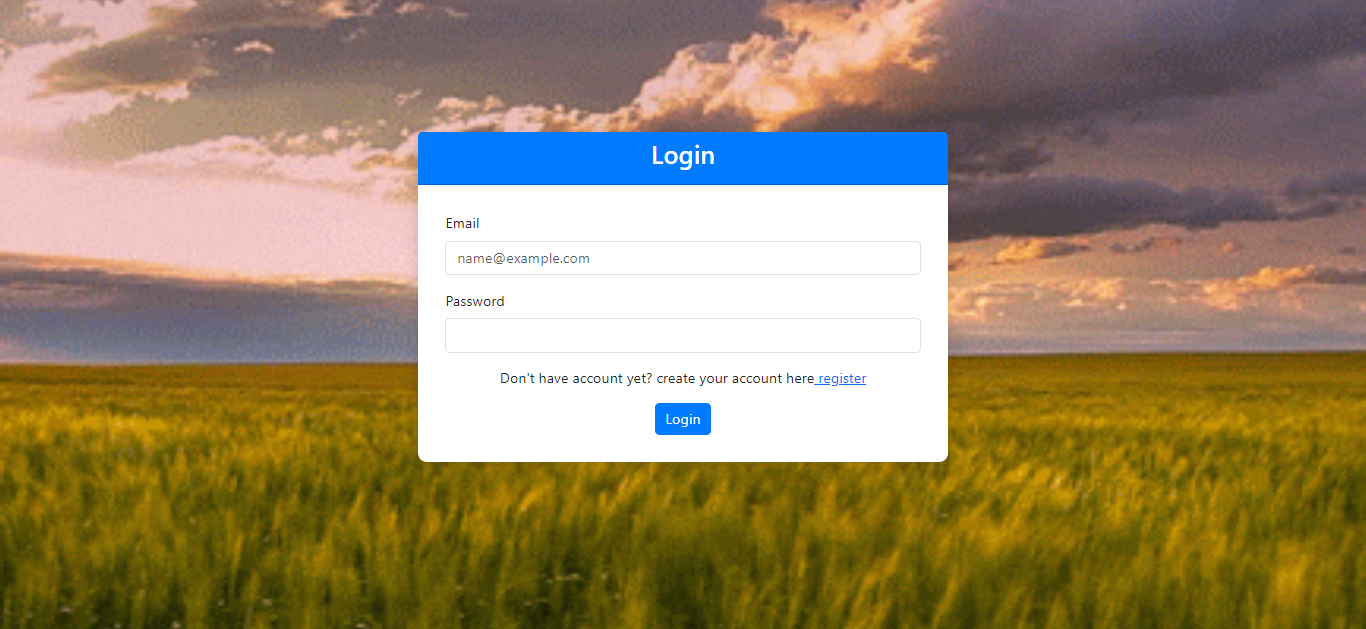 Login
Email
name@example.com
Password
Don't have account yet? create your account here register
Login